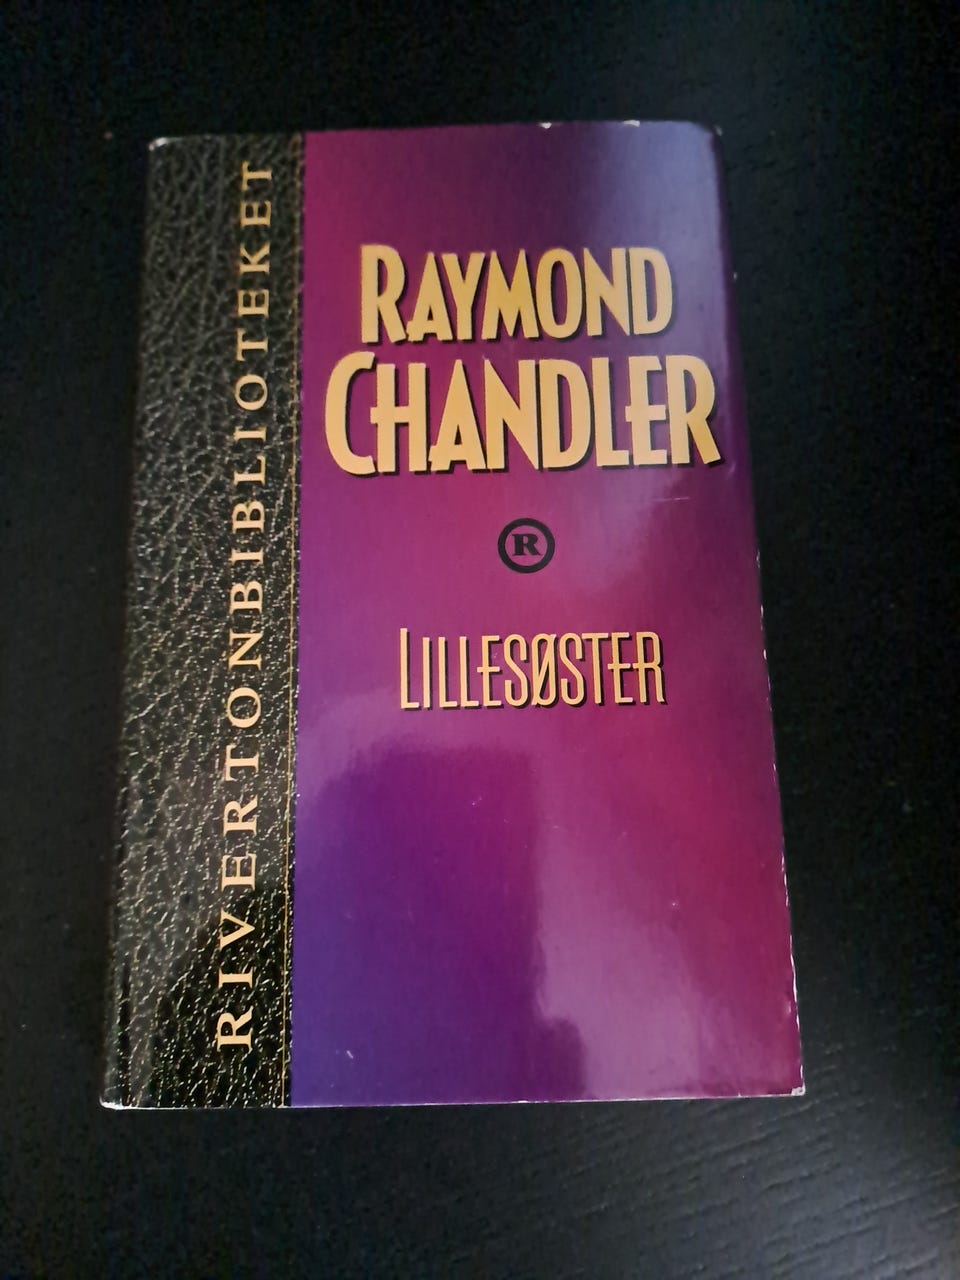 RIVERTONBIBLIOTEKET
RAYMOND
CHANDLER
R
LILLESØSTER